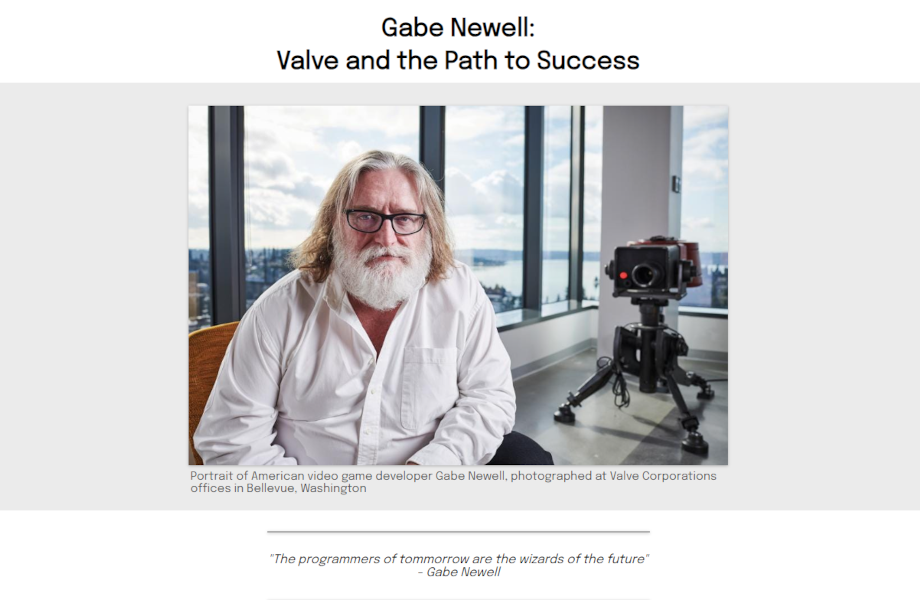 Gabe Newell:
Valve and the Path to Success
Portrait of American video game developer Gabe Newell, photographed at Valve Corporations
offices in Bellevue, Washington
"The programmers of tommorrow are the wizards of the future"
- Gabe Newell